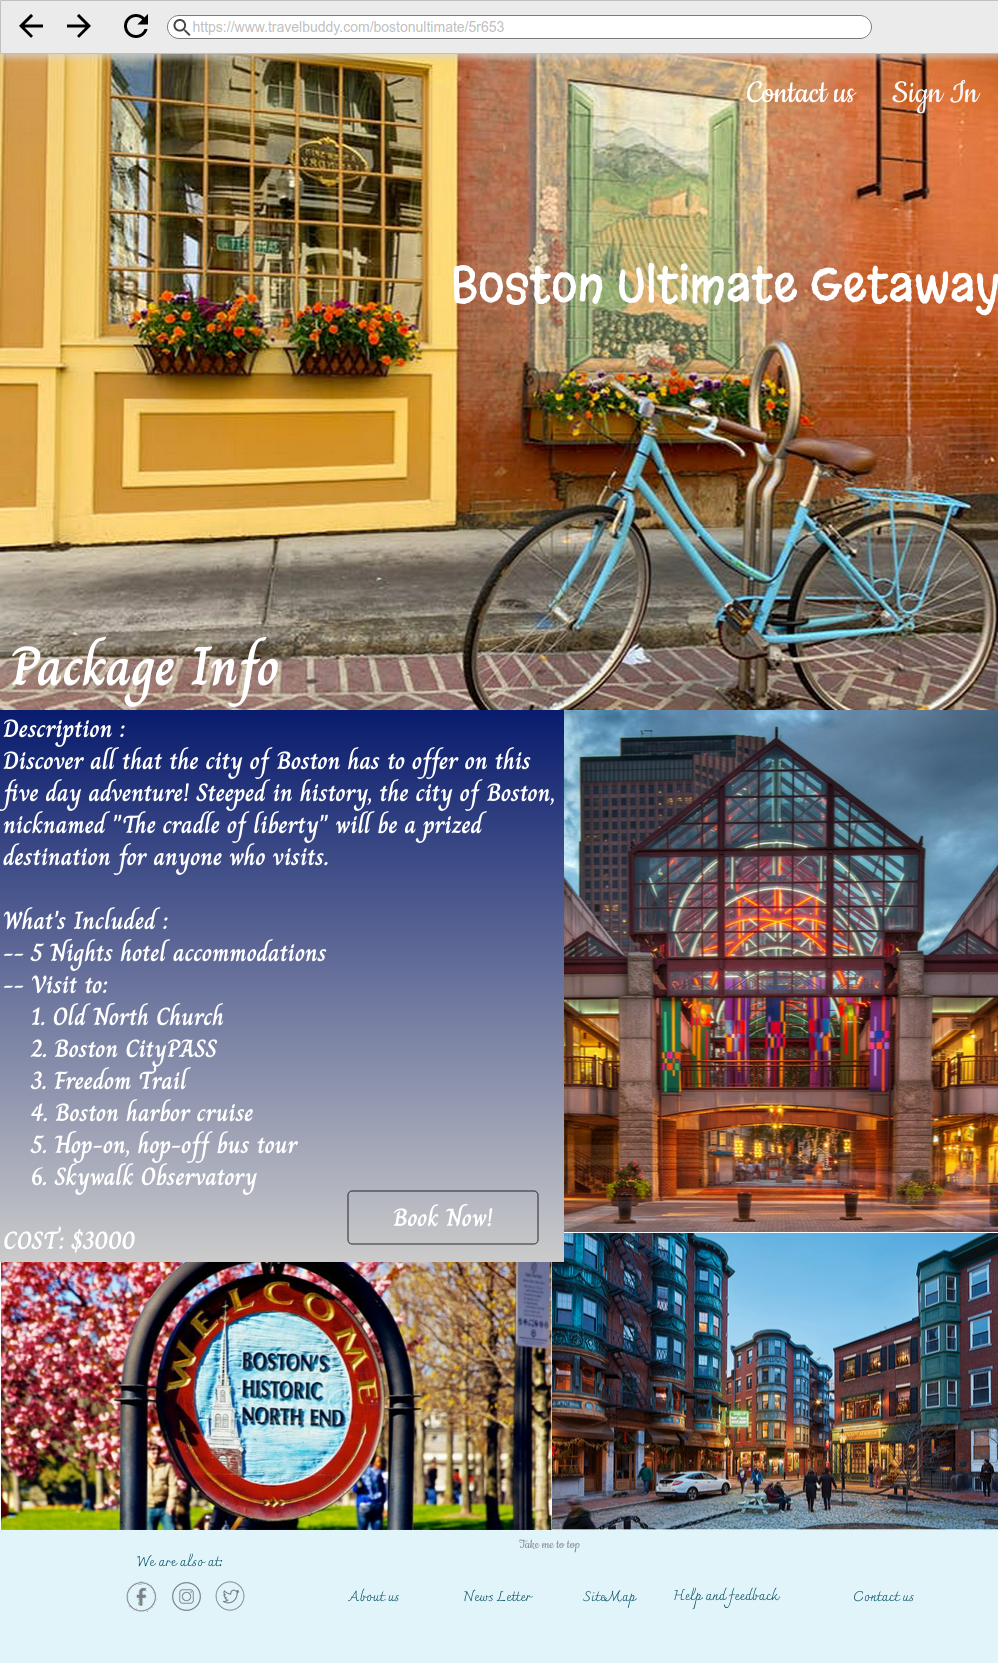 https://www.travelbuddy.com/bostonultimate/5r653
Contact us Sign In
Boston Ultimate Getaway
Package Info
Description :
Discover all that the city of Boston has to offer on this
five day adventure! Steeped in history, the city of Boston,
nicknamed "The cradle of liberty" will be a prized
destination for anyone who visits.
What's Included :
-- 5 Nights hotel accommodations
-- Visit to:
1. Old North Church
2. Boston CityPASS
3. Freedom Trail
4. Boston harbor cruise
5. Hop-on, hop-off bus tour
6. Skywalk Observatory
COST: $3000
Book Now!
WELCOME
BOSTON'S
HISTORIC
NORTH END
Take me to top
We are also at:
About us News Letter SiteMap Help and feedback Contact us